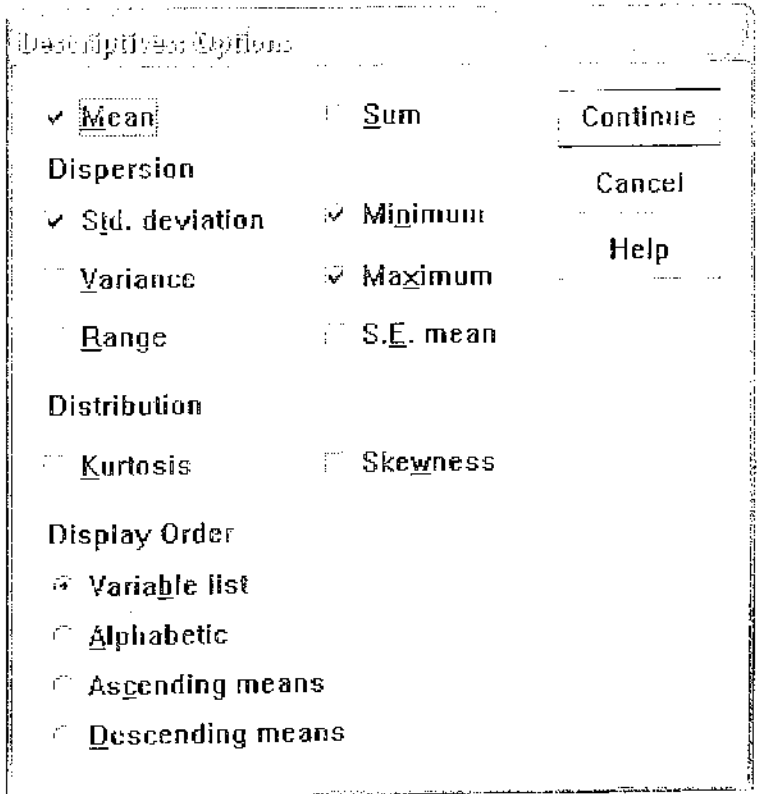 Descriptives: Options
Mean Sum Continue
Dispersion
Cancel
Std. deviation Minimum
Help
Variance Maximum
Range S.E. mean
Distribution
Kurtosis Skewness
Display Order
Variable list
Alphabetic
Ascending means
Descending means